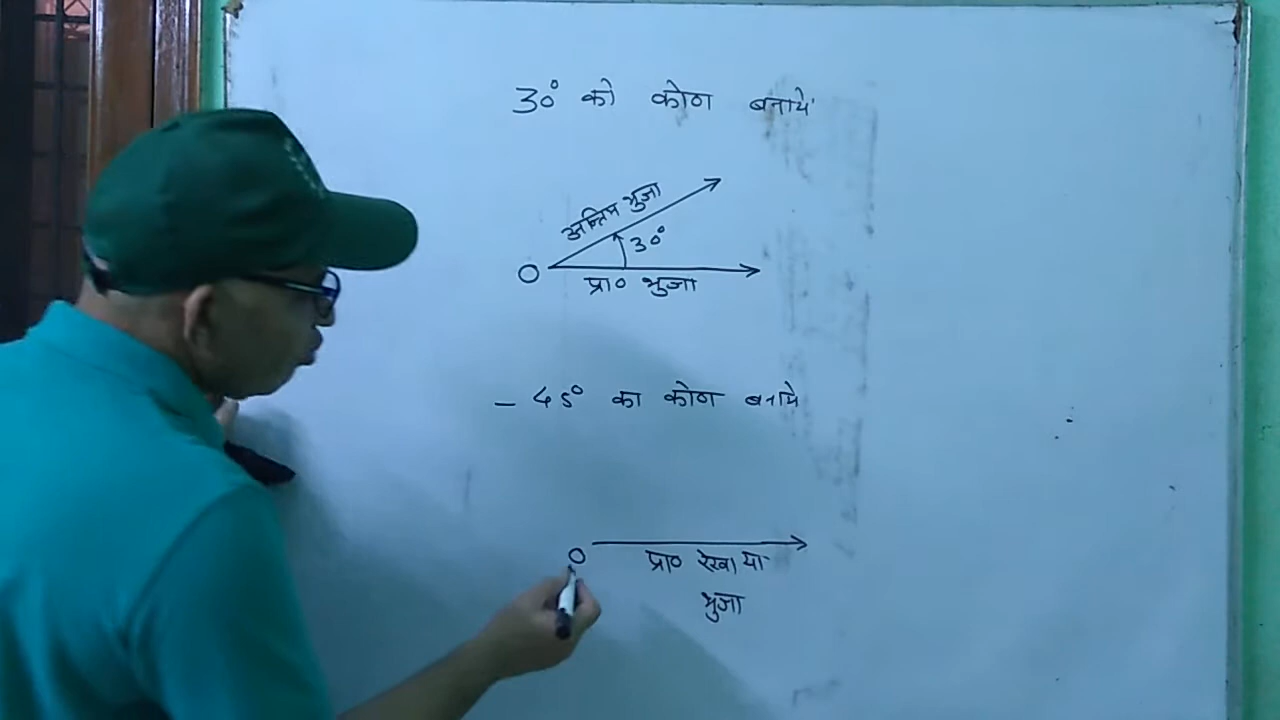 30° को कोण बनाये
अन्तिम भुजा
30°
O
प्रा० भुजा
- 45° का कोण बनाये
O
प्रा० रेखा या
भुजा